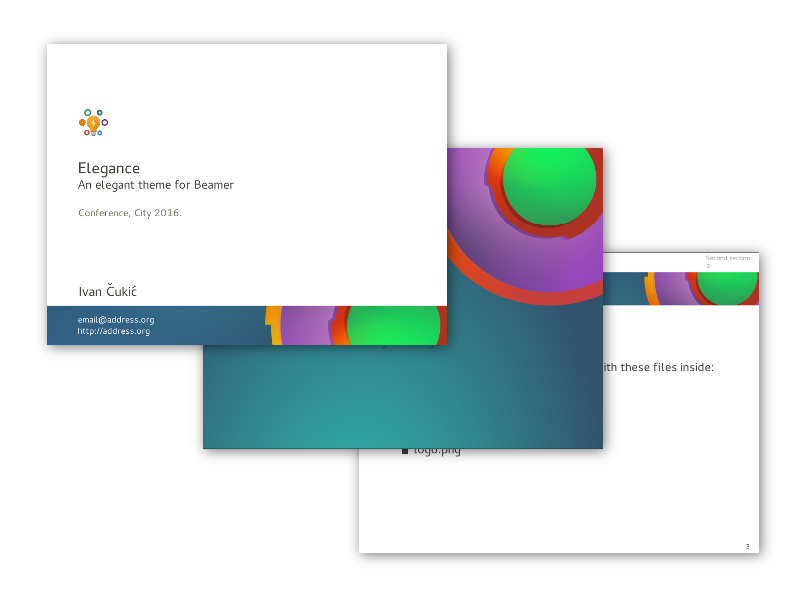 Elegance
An elegant theme for Beamer
Conference, City 2016.
Ivan Čukić
email@address.org
http://address.org
Second section
ith these files inside:
logo.png
3